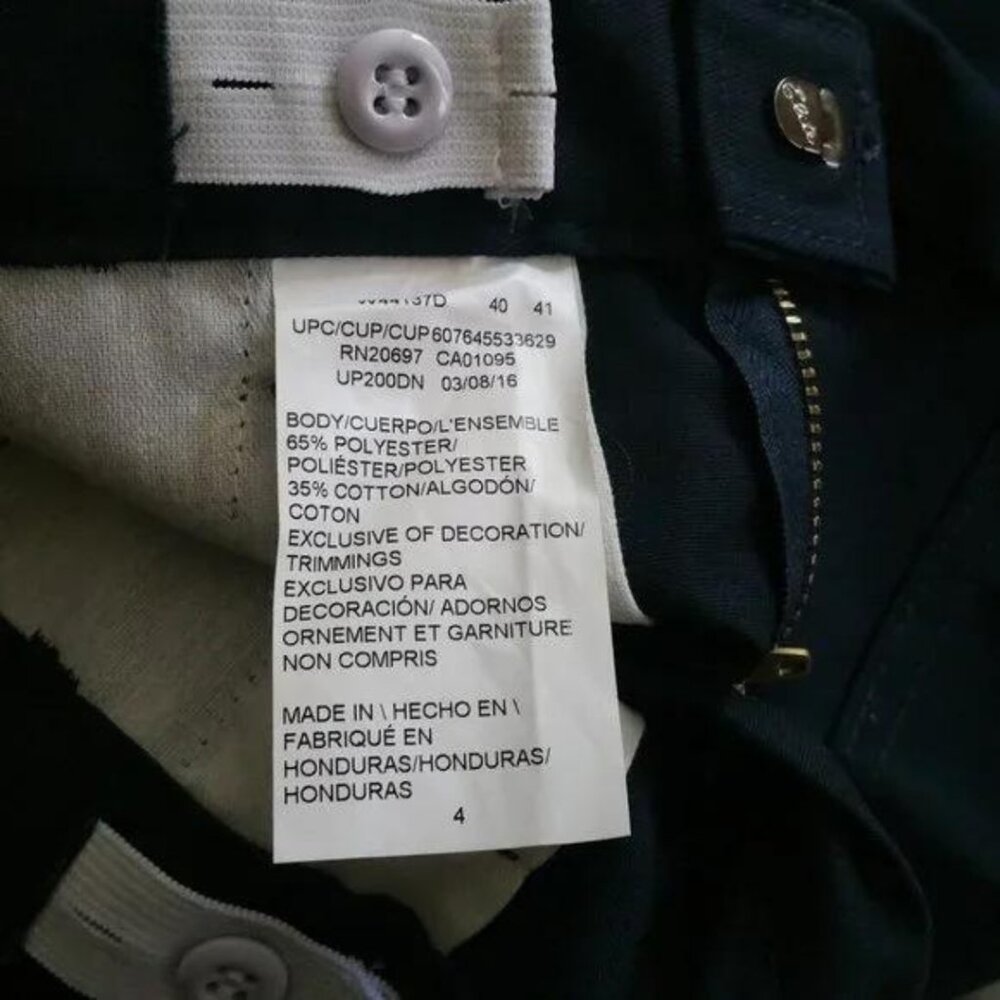 40 41
UPC/CUP/CUP607645533629
RN20697 CA01095
UP200DN 03/08/16
BODY/CUERPO/L'ENSEMBLE
65% POLYESTER/
POLIÉSTER/POLYESTER
35% COTTON/ALGODÓN/
COTON
EXCLUSIVE OF DECORATION/
TRIMMINGS
EXCLUSIVO PARA
DECORACIÓN/ ADORNOS
ORNEMENT ET GARNITURE
NON COMPRIS
MADE IN \ HECHO EN \
FABRIQUÉ EN
HONDURAS/HONDURAS/
HONDURAS
4